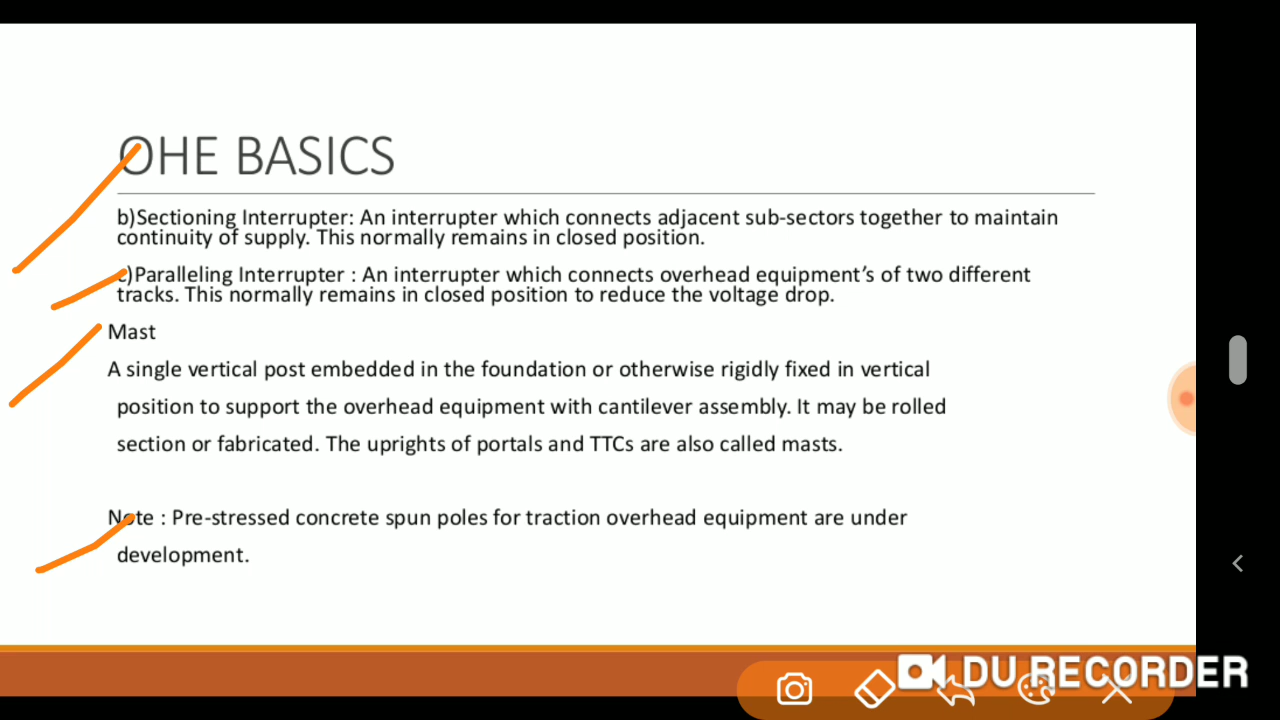 OHE BASICS
b)Sectioning Interrupter: An interrupter which connects adjacent sub-sectors together to maintain
continuity of supply. This normally remains in closed position.
c)Paralleling Interrupter : An interrupter which connects overhead equipment’s of two different
tracks. This normally remains in closed position to reduce the voltage drop.
Mast
A single vertical post embedded in the foundation or otherwise rigidly fixed in vertical
position to support the overhead equipment with cantilever assembly. It may be rolled
section or fabricated. The uprights of portals and TTCs are also called masts.
Note : Pre-stressed concrete spun poles for traction overhead equipment are under
development.
DU RECORDER